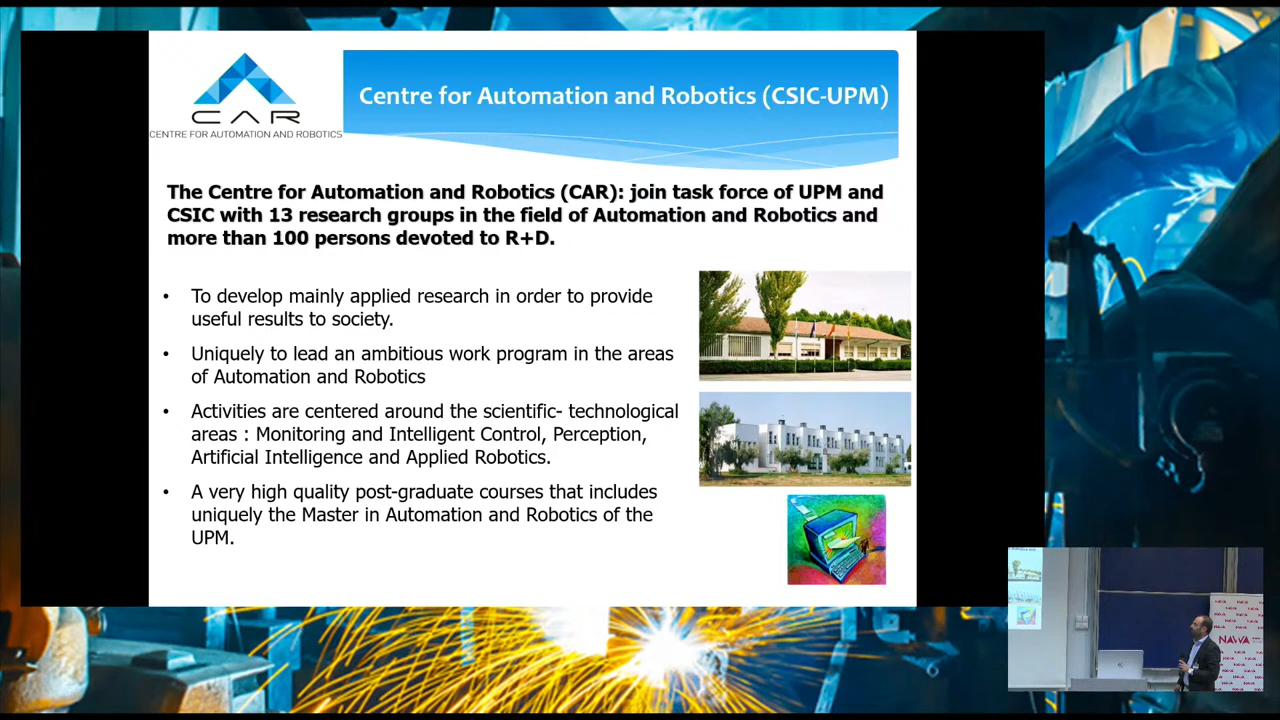 CAR
CENTRE FOR AUTOMATION AND ROBOTICS
Centre for Automation and Robotics (CSIC-UPM)
The Centre for Automation and Robotics (CAR): join task force of UPM and
CSIC with 13 research groups in the field of Automation and Robotics and
more than 100 persons devoted to R+D.
• To develop mainly applied research in order to provide
useful results to society.
• Uniquely to lead an ambitious work program in the areas
of Automation and Robotics
• Activities are centered around the scientific- technological
areas : Monitoring and Intelligent Control, Perception,
Artificial Intelligence and Applied Robotics.
• A very high quality post-graduate courses that includes
uniquely the Master in Automation and Robotics of the
UPM.
NAWA